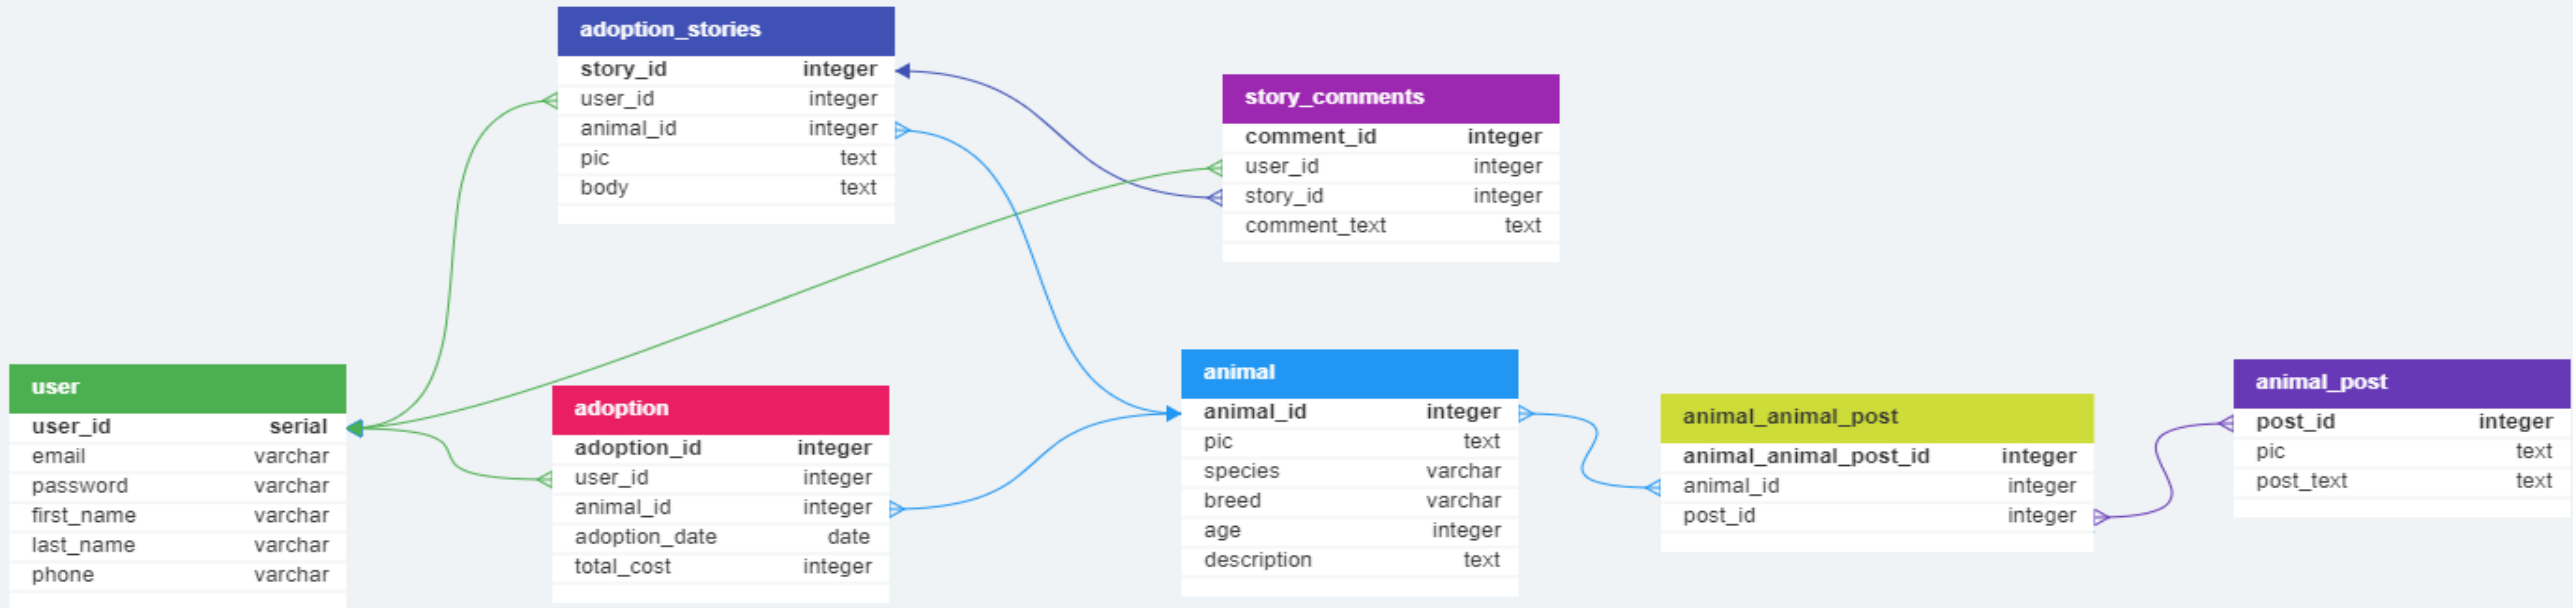 adoption_stories
story_id integer
user_id integer
animal_id integer
pic text
body text
story_comments
comment_id integer
user_id integer
story_id integer
comment_text text
user
user_id serial
email varchar
password varchar
first_name varchar
last_name varchar
phone varchar
adoption
adoption_id integer
user_id integer
animal_id integer
adoption_date date
total_cost integer
animal
animal_id integer
pic text
species varchar
breed varchar
age integer
description text
animal_animal_post
animal_animal_post_id integer
animal_id integer
post_id integer
animal_post
post_id integer
pic text
post_text text